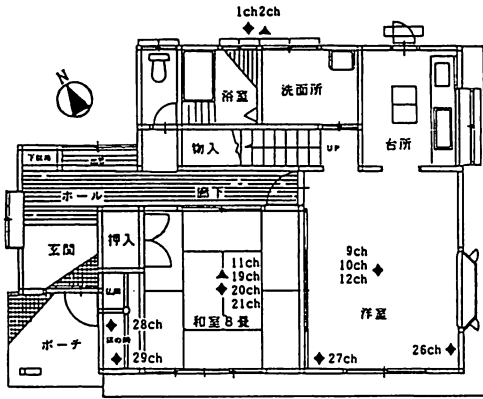 1ch2ch
N
浴室
洗面所
台所
物入
UP
ホール
廊下
玄関
押入
11ch
19ch
20ch
21ch
9ch
10ch
12ch
洋室
和室8畳
28ch
29ch
ポーチ
27ch
26ch